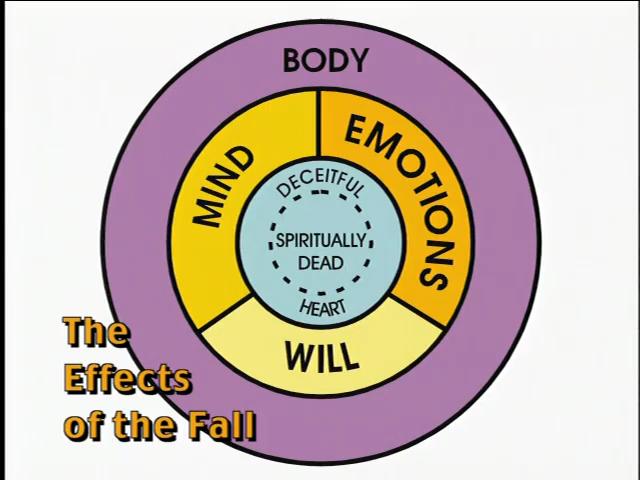 BODY
MIND
EMOTIONS
DECEITFUL
SPIRITUALLY
DEAD
HEART
WILL
The
Effects
of the Fall